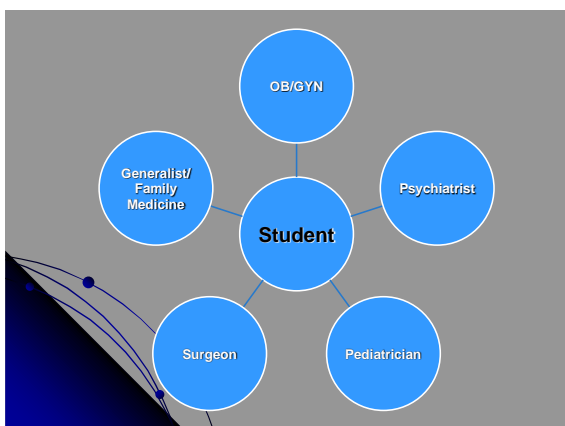 OB/GYN
Generalist/
Family
Medicine
Psychiatrist
Student
Surgeon
Pediatrician